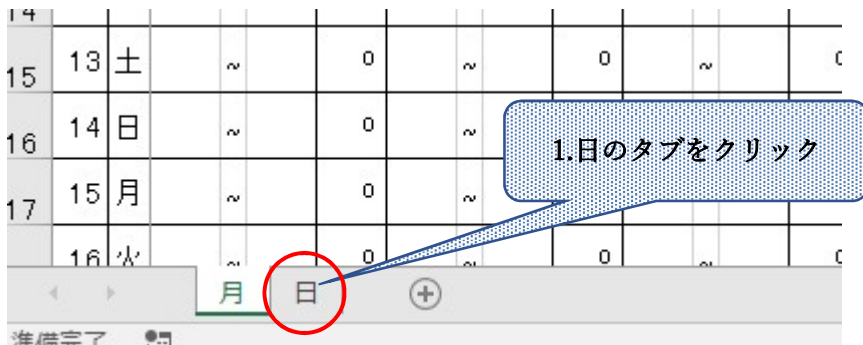 14
15 13 土 ~ 0 ~ 0 ~ 0
16 14 日 ~ 0 ~
1.日のタブをクリック
17 15 月 ~ 0 ~
16 火 ~ 0 ~ 0 ~ 0
月 日
準備完了